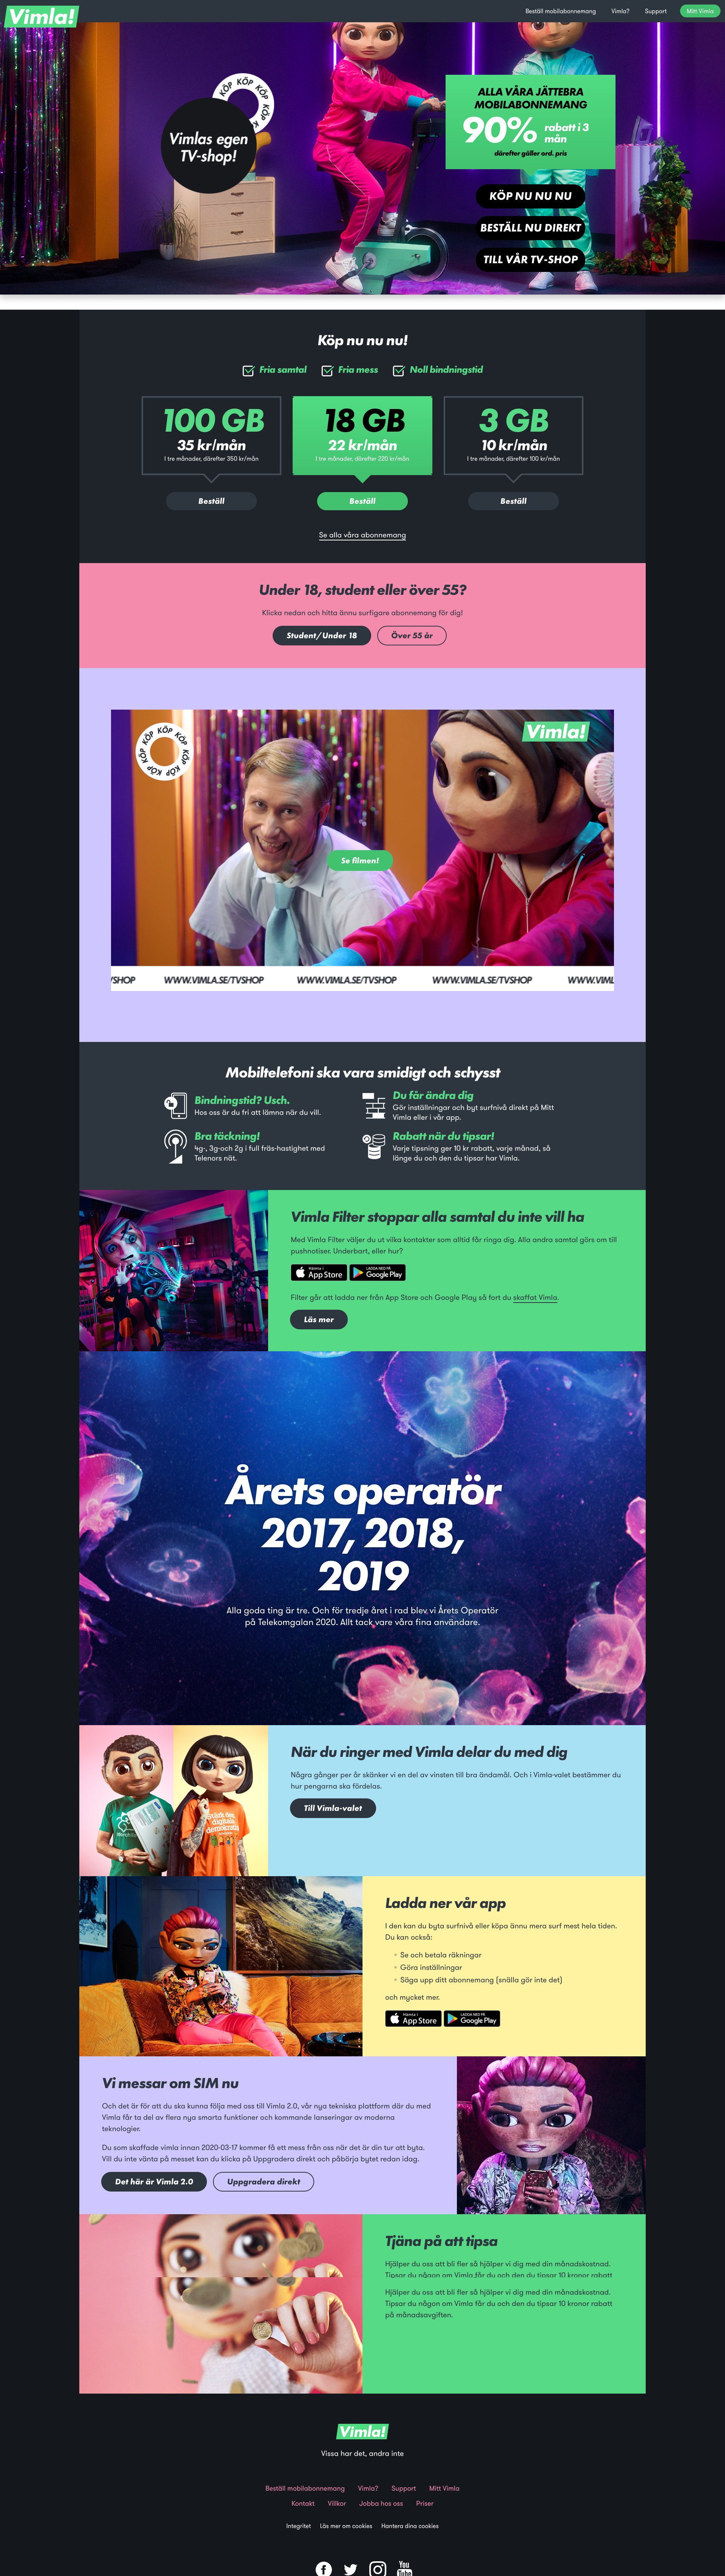 Vimla!
Beställ mobilabonnemang Vimla? Support Mitt Vimla
KÖP KÖP KÖP KÖP
Vimlas egen
TV-shop!
ALLA VÅRA JÄTTEBRA
MOBILABONNEMANG
90% rabatt i 3
mån
därefter gäller ord. pris
KÖP NU NU NU
BESTÄLL NU DIREKT
TILL VÅR TV-SHOP
Köp nu nu nu!
Fria samtal Fria mess Noll bindningstid
100 GB
35 kr/mån
I tre månader, därefter 350 kr/mån
Beställ
18 GB
22 kr/mån
I tre månader, därefter 220 kr/mån
Beställ
3 GB
10 kr/mån
I tre månader, därefter 100 kr/mån
Beställ
Se alla våra abonnemang
Under 18, student eller över 55?
Klicka nedan och hitta ännu surfigare abonnemang för dig!
Student/Under 18 Över 55 år
KÖP KÖP KÖP KÖP KÖP KÖP KÖP
Vimla!
Se filmen!
/SHOP WWW.VIMLA.SE/TVSHOP WWW.VIMLA.SE/TVSHOP WWW.VIMLA.SE/TVSHOP WWW.VIML
Mobiltelefoni ska vara smidigt och schysst
Bindningstid? Usch.
Hos oss är du fri att lämna när du vill.
Du får ändra dig
Gör inställningar och byt surfnivå direkt på Mitt
Vimla eller i vår app.
Bra täckning!
4g-, 3g-och 2g i full fräs-hastighet med
Telenors nät.
Rabatt när du tipsar!
Varje tipsning ger 10 kr rabatt, varje månad, så
länge du och den du tipsar har Vimla.
Vimla Filter stoppar alla samtal du inte vill ha
Med Vimla Filter väljer du ut vilka kontakter som alltid får ringa dig. Alla andra samtal görs om till
pushnotiser. Underbart, eller hur?
Hämta i
App Store
LADDA NED PÅ
Google Play
Filter går att ladda ner från App Store och Google Play så fort du skaffat Vimla.
Läs mer
Årets operatör
2017, 2018,
2019
Alla goda ting är tre. Och för tredje året i rad blev vi Årets Operatör
på Telekomgalan 2020. Allt tack vare våra fina användare.
När du ringer med Vimla delar du med dig
Några gånger per år skänker vi en del av vinsten till bra ändamål. Och i Vimla-valet bestämmer du
hur pengarna ska fördelas.
Till Vimla-valet
Ladda ner vår app
I den kan du byta surfnivå eller köpa ännu mera surf mest hela tiden.
Du kan också:
Se och betala räkningar
Göra inställningar
Säga upp ditt abonnemang (snälla gör inte det)
och mycket mer.
Hämta i
App Store
LADDA NED PÅ
Google Play
Vi messar om SIM nu
Och det är för att du ska kunna följa med oss till Vimla 2.0, vår nya tekniska plattform där du med
Vimla får ta del av flera nya smarta funktioner och kommande lanseringar av moderna
teknologier.
Du som skaffade vimla innan 2020-03-17 kommer få ett mess från oss när det är din tur att byta.
Vill du inte vänta på messet kan du klicka på Uppgradera direkt och påbörja bytet redan idag.
Det här är Vimla 2.0 Uppgradera direkt
Tjäna på att tipsa
Hjälper du oss att bli fler så hjälper vi dig med din månadskostnad.
Tipsar du någon om Vimla får du och den du tipsar 10 kronor rabatt
Hjälper du oss att bli fler så hjälper vi dig med din månadskostnad.
Tipsar du någon om Vimla får du och den du tipsar 10 kronor rabatt
på månadsavgiften.
Vimla!
Vissa har det, andra inte
Beställ mobilabonnemang Vimla? Support Mitt Vimla
Kontakt Villkor Jobba hos oss Priser
Integritet Läs mer om cookies Hantera dina cookies
You
Tube